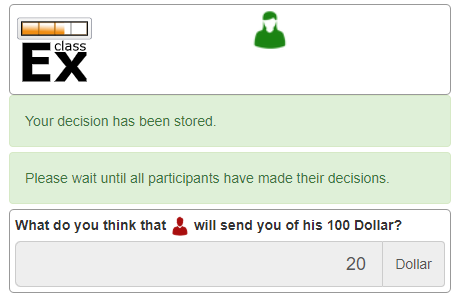 class
Ex
Your decision has been stored.
Please wait until all participants have made their decisions.
What do you think that will send you of his 100 Dollar?
20 Dollar